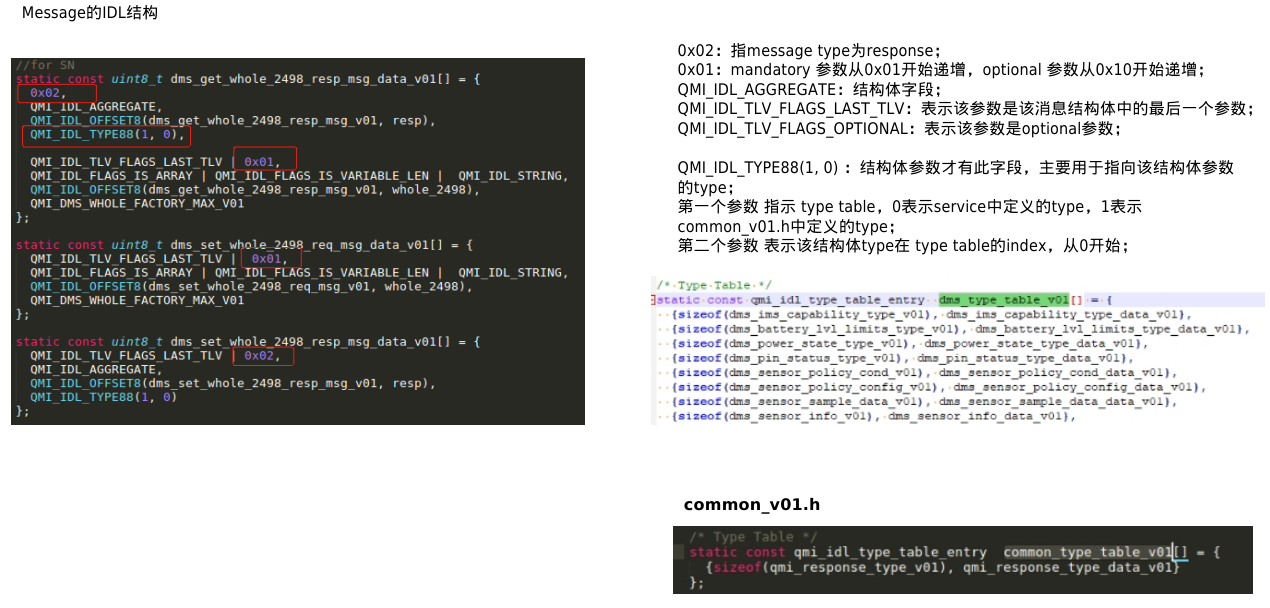 Message的IDL结构
//for SN
static const uint8_t dms_get_whole_2498_resp_msg_data_v01[] = {
0x02,
QMI_IDL_AGGREGATE,
QMI_IDL_OFFSET8(dms_get_whole_2498_resp_msg_v01, resp),
QMI_IDL_TYPE88(1, 0),
QMI_IDL_TLV_FLAGS_LAST_TLV | 0x01,
QMI_IDL_FLAGS_IS_ARRAY | QMI_IDL_FLAGS_IS_VARIABLE_LEN | QMI_IDL_STRING,
QMI_IDL_OFFSET8(dms_get_whole_2498_resp_msg_v01, whole_2498),
QMI_DMS_WHOLE_FACTORY_MAX_V01
};
static const uint8_t dms_set_whole_2498_req_msg_data_v01[] = {
QMI_IDL_TLV_FLAGS_LAST_TLV | 0x01,
QMI_IDL_FLAGS_IS_ARRAY | QMI_IDL_FLAGS_IS_VARIABLE_LEN | QMI_IDL_STRING,
QMI_IDL_OFFSET8(dms_set_whole_2498_req_msg_v01, whole_2498),
QMI_DMS_WHOLE_FACTORY_MAX_V01
};
static const uint8_t dms_set_whole_2498_resp_msg_data_v01[] = {
QMI_IDL_TLV_FLAGS_LAST_TLV | 0x02,
QMI_IDL_AGGREGATE,
QMI_IDL_OFFSET8(dms_set_whole_2498_resp_msg_v01, resp),
QMI_IDL_TYPE88(1, 0)
};
0x02：指message type为response；
0x01：mandatory 参数从0x01开始递增，optional 参数从0x10开始递增；
QMI_IDL_AGGREGATE：结构体字段；
QMI_IDL_TLV_FLAGS_LAST_TLV：表示该参数是该消息结构体中的最后一个参数；
QMI_IDL_TLV_FLAGS_OPTIONAL：表示该参数是optional参数；
QMI_IDL_TYPE88(1, 0)：结构体参数才有此字段，主要用于指向该结构体参数
的type；
第一个参数 指示 type table，0表示service中定义的type，1表示
common_v01.h中定义的type；
第二个参数 表示该结构体type在 type table的index，从0开始；
/* Type Table */
static const qmi_idl_type_table_entry dms_type_table_v01[] = {
{sizeof(dms_ims_capability_type_v01), dms_ims_capability_type_data_v01},
{sizeof(dms_battery_lvl_limits_type_v01), dms_battery_lvl_limits_type_data_v01},
{sizeof(dms_power_state_type_v01), dms_power_state_type_data_v01},
{sizeof(dms_pin_status_type_v01), dms_pin_status_type_data_v01},
{sizeof(dms_sensor_policy_cond_v01), dms_sensor_policy_cond_data_v01},
{sizeof(dms_sensor_policy_config_v01), dms_sensor_policy_config_data_v01},
{sizeof(dms_sensor_sample_data_v01), dms_sensor_sample_data_data_v01},
{sizeof(dms_sensor_info_v01), dms_sensor_info_data_v01},
common_v01.h
/* Type Table */
static const qmi_idl_type_table_entry common_type_table_v01[] = {
{sizeof(qmi_response_type_v01), qmi_response_type_data_v01}
};